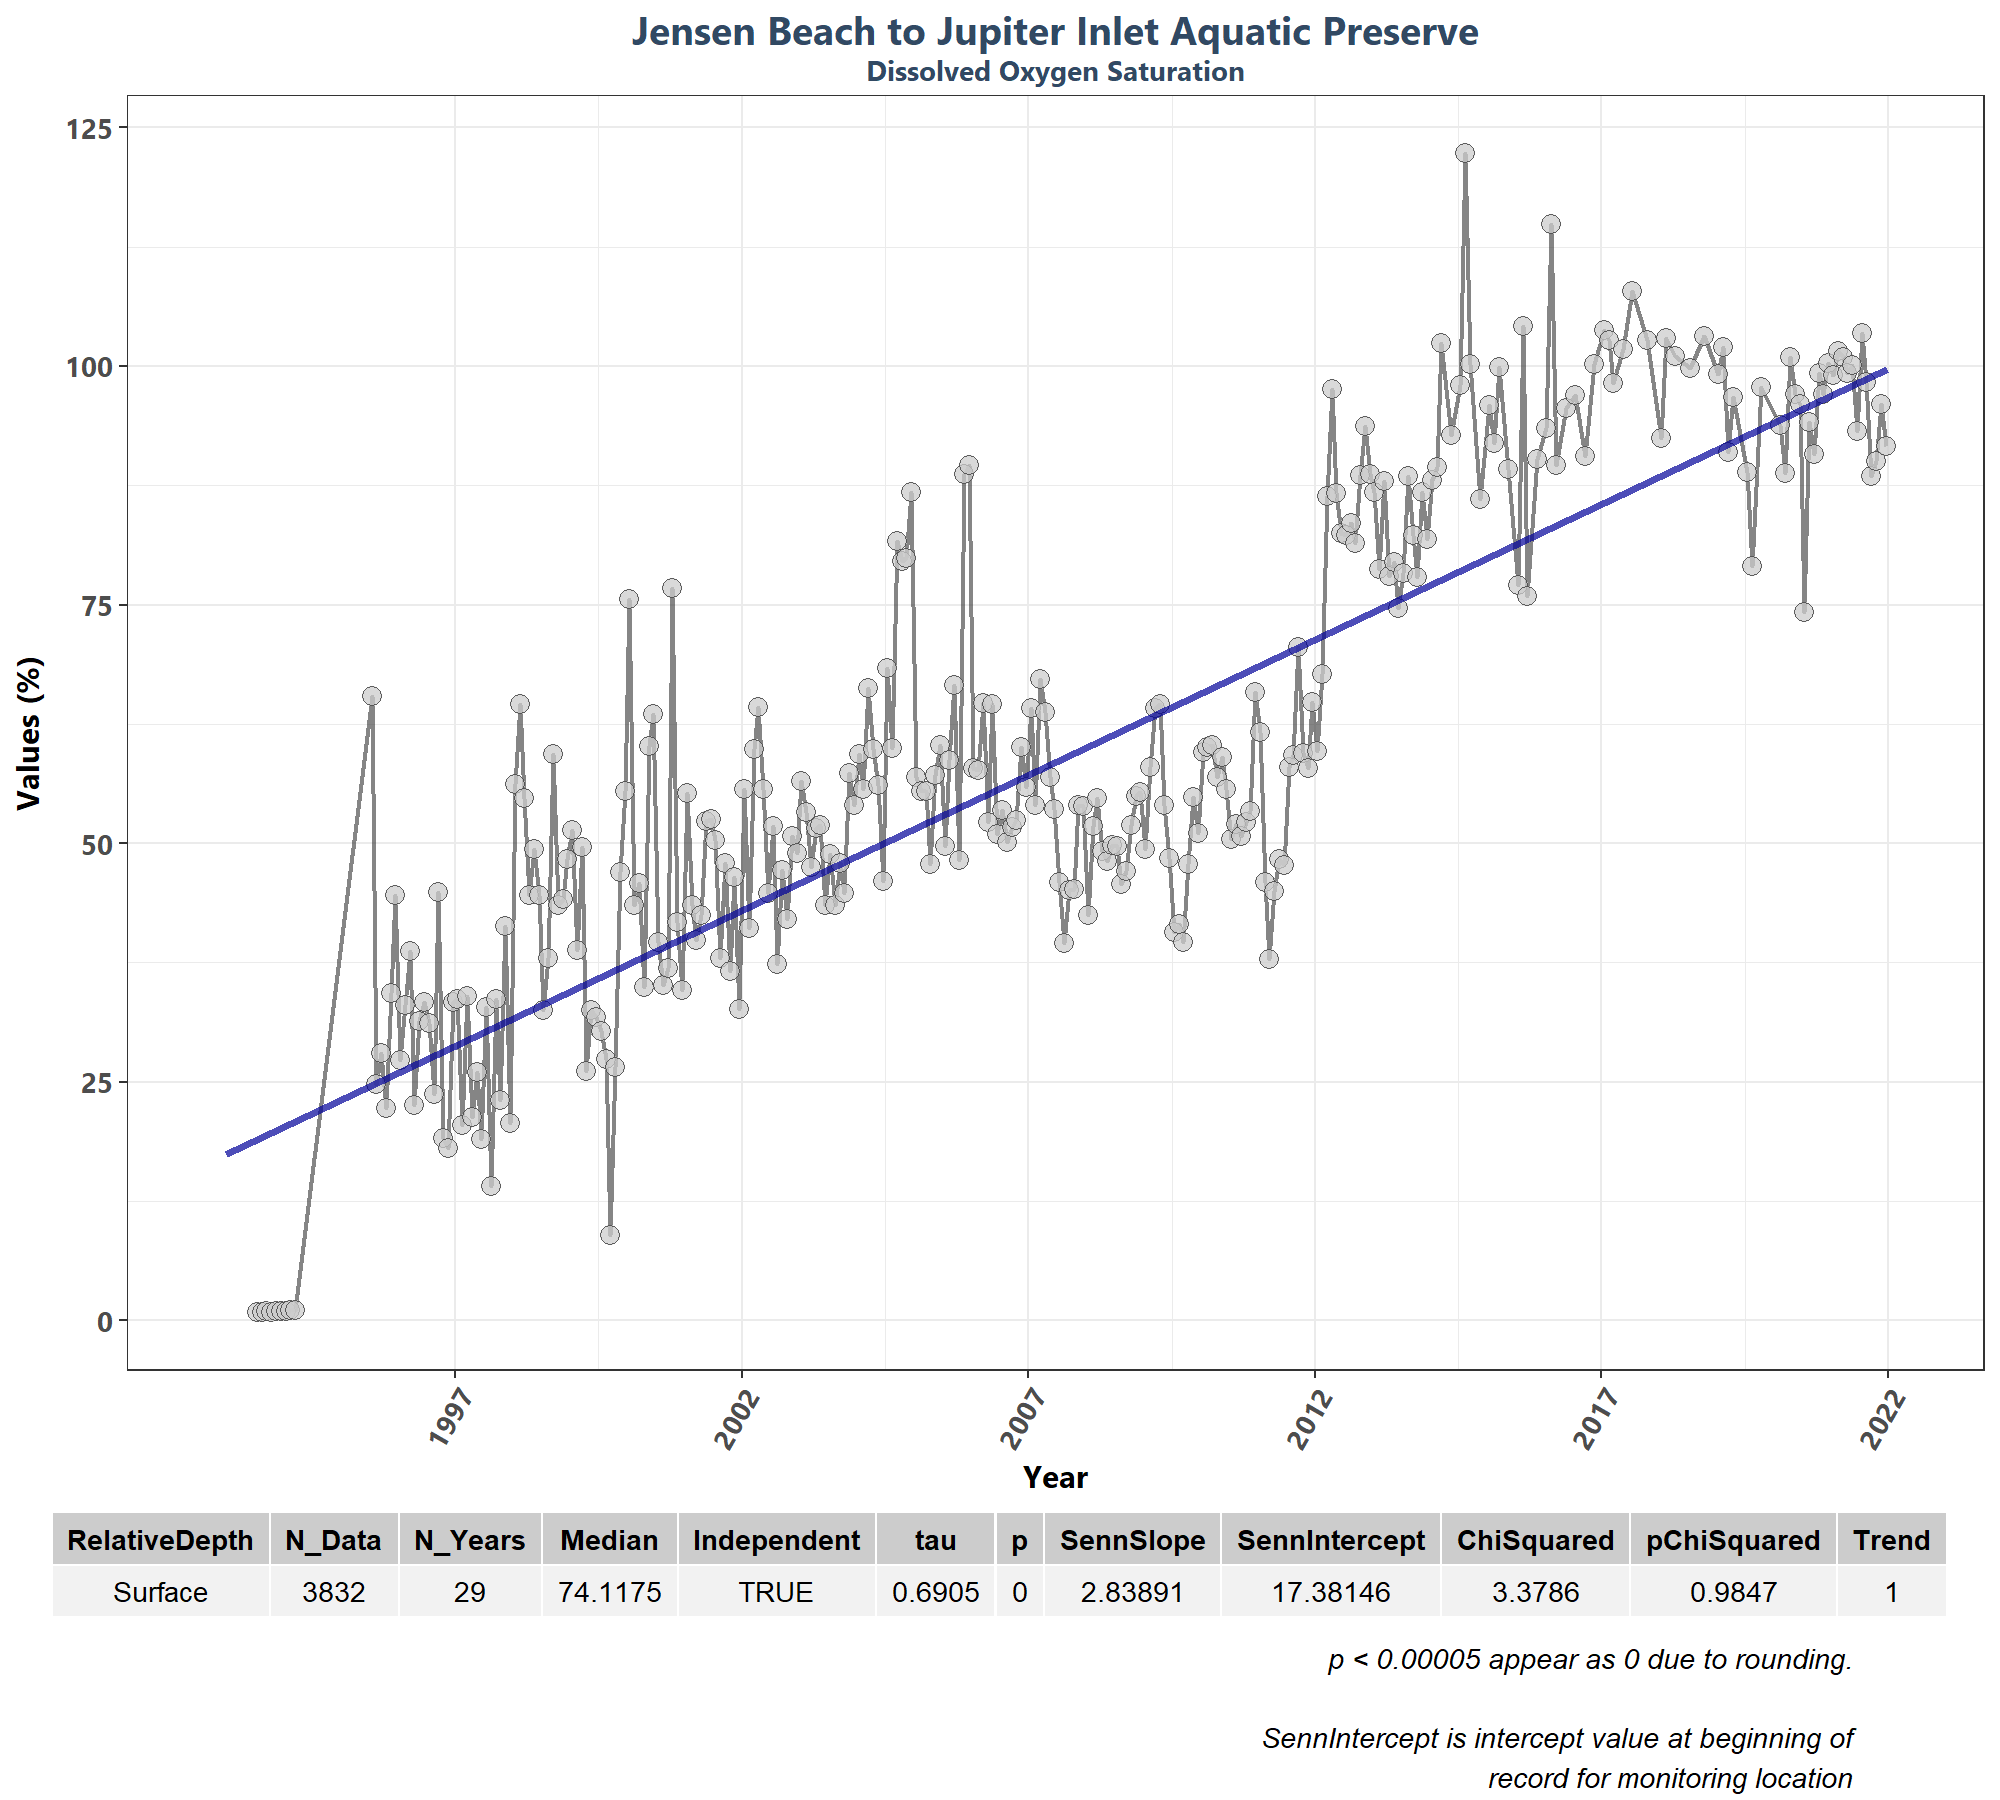 Jensen Beach to Jupiter Inlet Aquatic Preserve
Dissolved Oxygen Saturation
Values (%)
125
100
75
50
25
0
1997
2002
2007
2012
2017
2022
Year
RelativeDepth N_Data N_Years Median Independent tau p SennSlope SennIntercept ChiSquared pChiSquared Trend
Surface 3832 29 74.1175 TRUE 0.6905 0 2.83891 17.38146 3.3786 0.9847 1
p < 0.00005 appear as 0 due to rounding.
SennIntercept is intercept value at beginning of
record for monitoring location